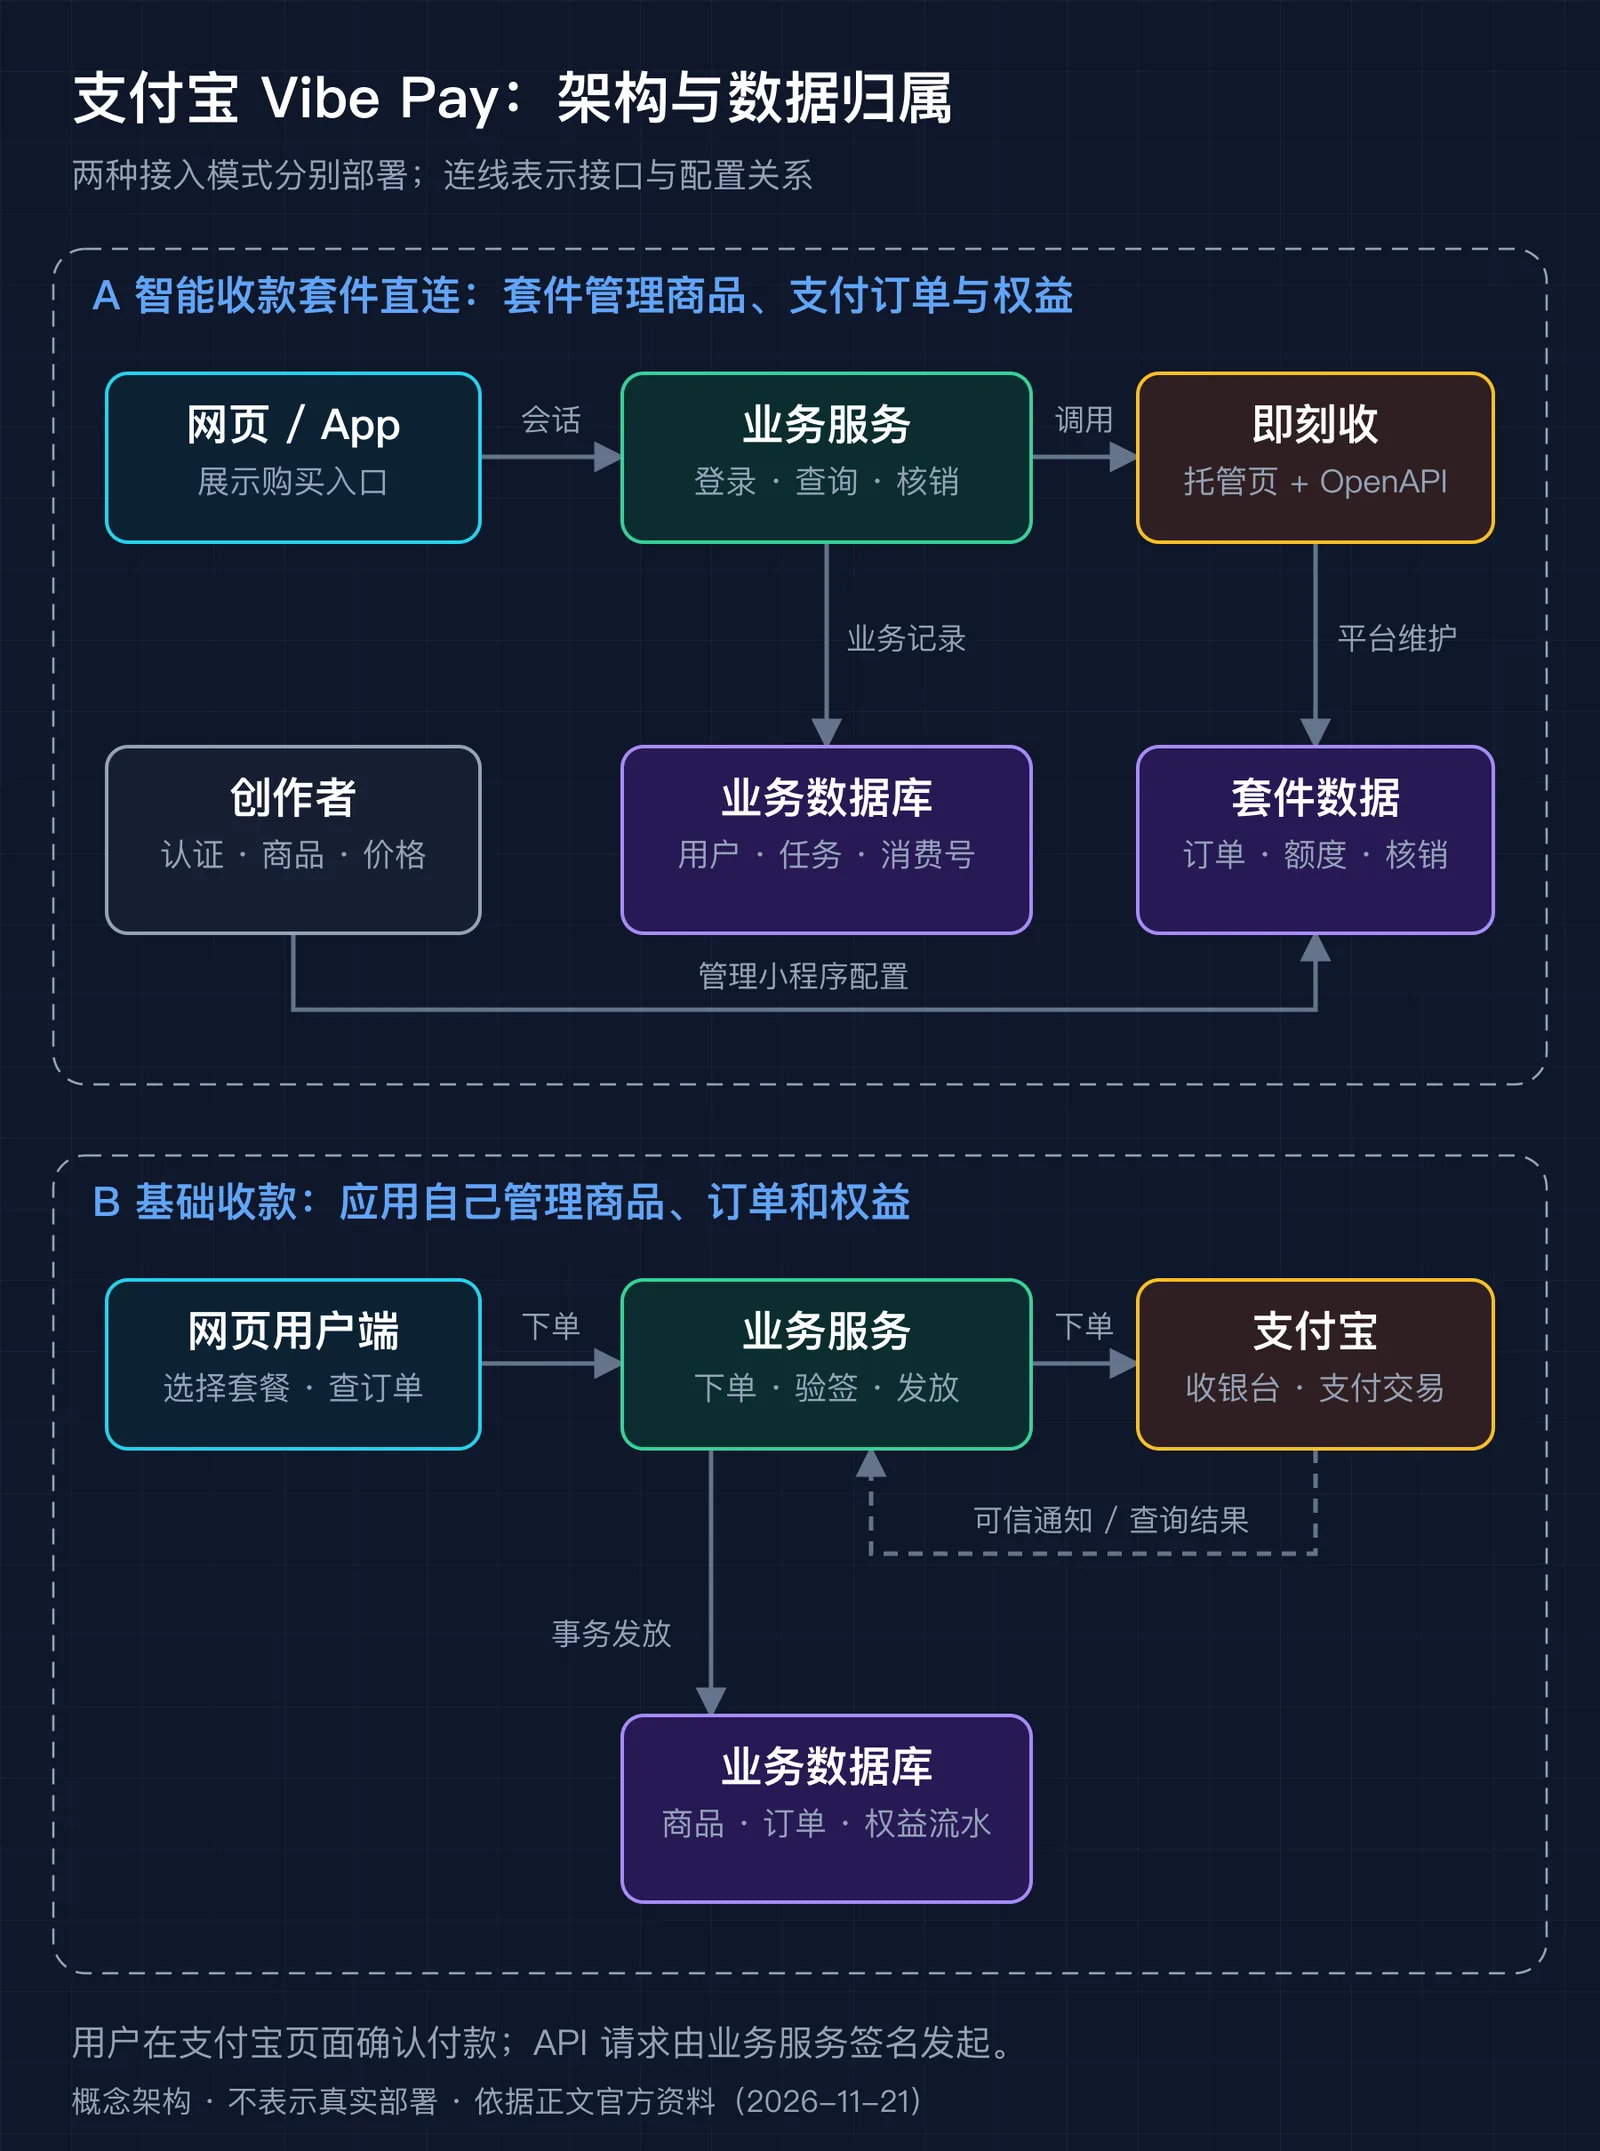 支付宝 Vibe Pay：架构与数据归属
两种接入模式分别部署；连线表示接口与配置关系
A 智能收款套件直连：套件管理商品、支付订单与权益
网页 / App
展示购买入口
会话
业务服务
登录 · 查询 · 核销
调用
即刻收
托管页 + OpenAPI
业务记录
平台维护
创作者
认证 · 商品 · 价格
业务数据库
用户 · 任务 · 消费号
套件数据
订单 · 额度 · 核销
管理小程序配置
B 基础收款：应用自己管理商品、订单和权益
网页用户端
选择套餐 · 查订单
下单
业务服务
下单 · 验签 · 发放
下单
支付宝
收银台 · 支付交易
可信通知 / 查询结果
事务发放
业务数据库
商品 · 订单 · 权益流水
用户在支付宝页面确认付款；API 请求由业务服务签名发起。
概念架构 · 不表示真实部署 · 依据正文官方资料（2026-11-21）